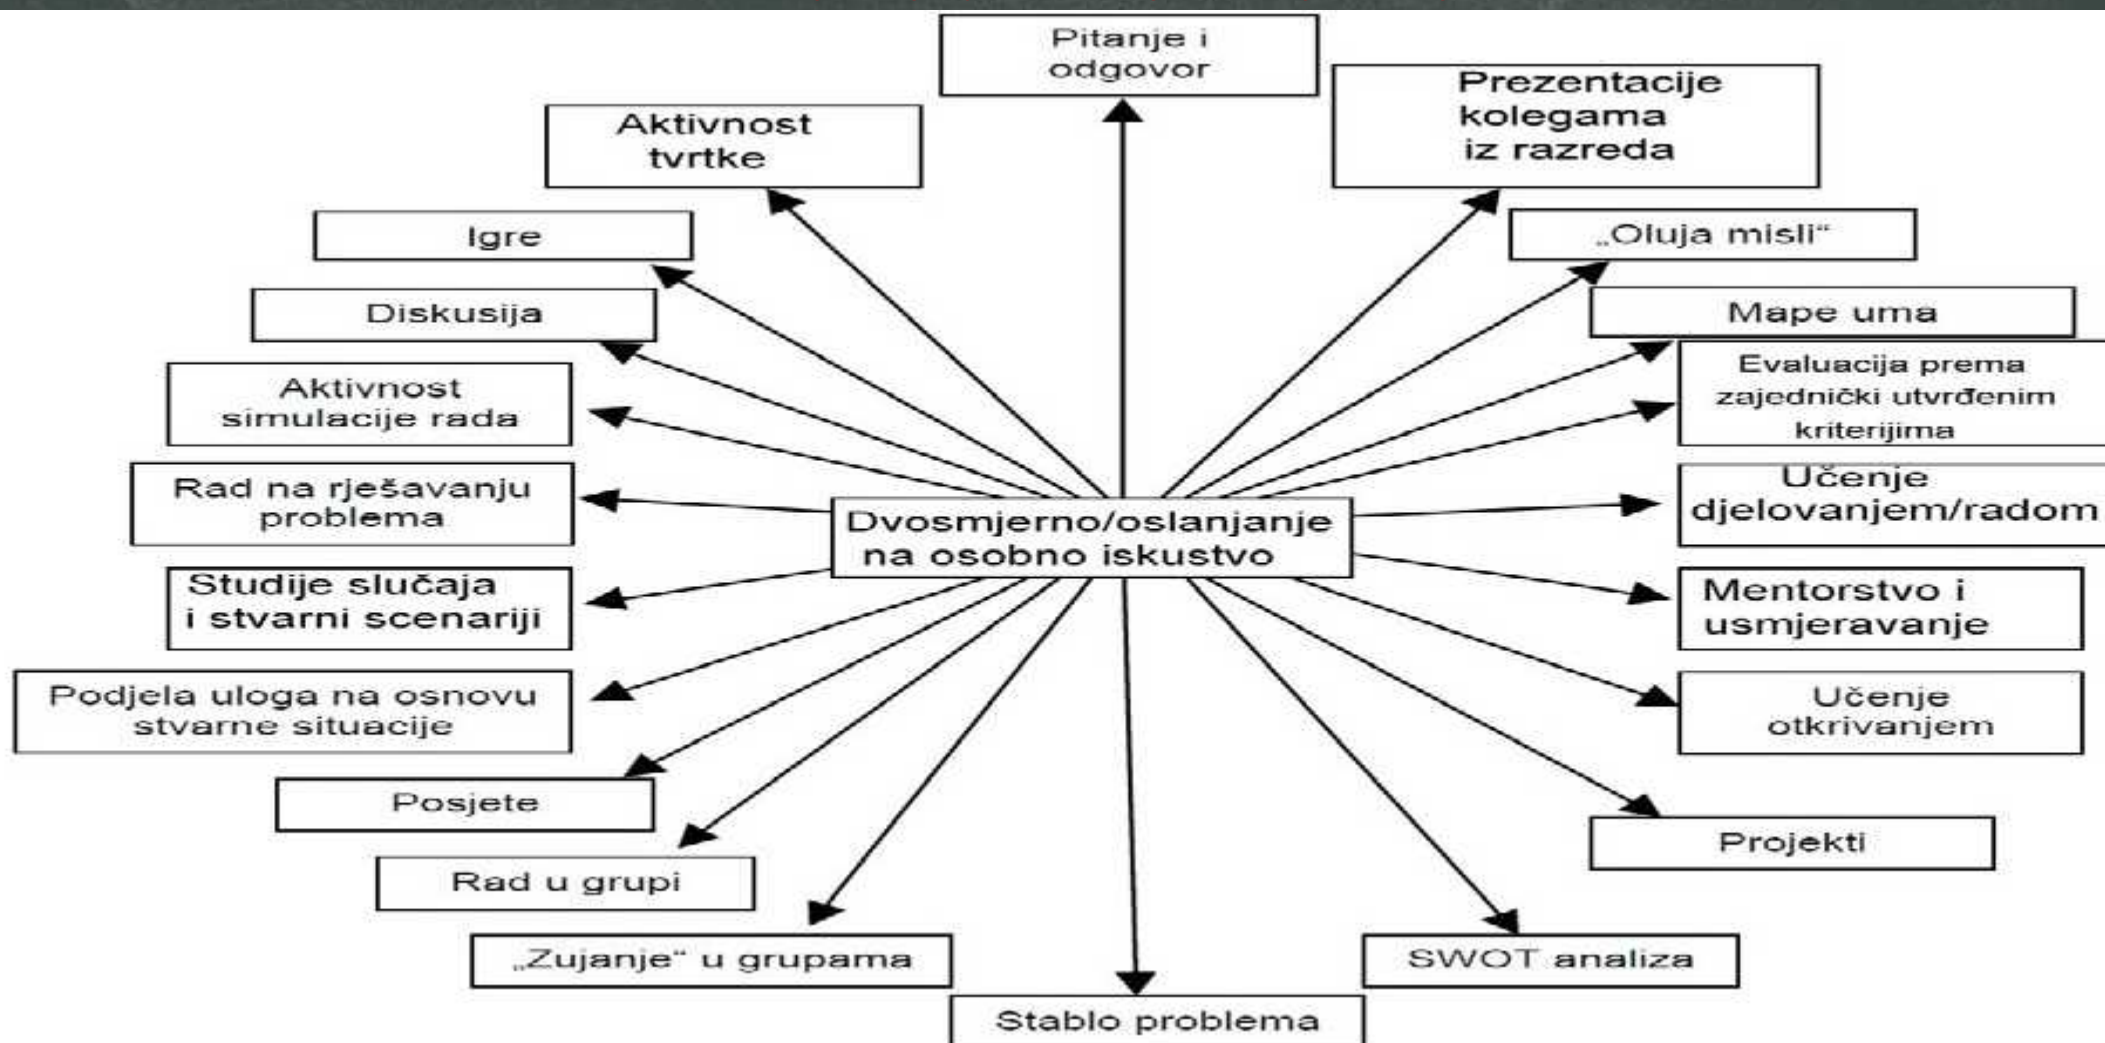 Pitanje i
odgovor
Prezentacije
kolegama
iz razreda
Aktivnost
tvrtke
Igre
„Oluja misli“
Diskusija
Mape uma
Aktivnost
simulacije rada
Evaluacija prema
zajednički utvrđenim
kriterijima
Rad na rješavanju
problema
Učenje
djelovanjem/radom
Dvosmjerno/oslanjanje
na osobno iskustvo
Studije slučaja
i stvarni scenariji
Mentorstvo i
usmjeravanje
Podjela uloga na osnovu
stvarne situacije
Učenje
otkrivanjem
Posjete
Projekti
Rad u grupi
„Zujanje“ u grupama
SWOT analiza
Stablo problema